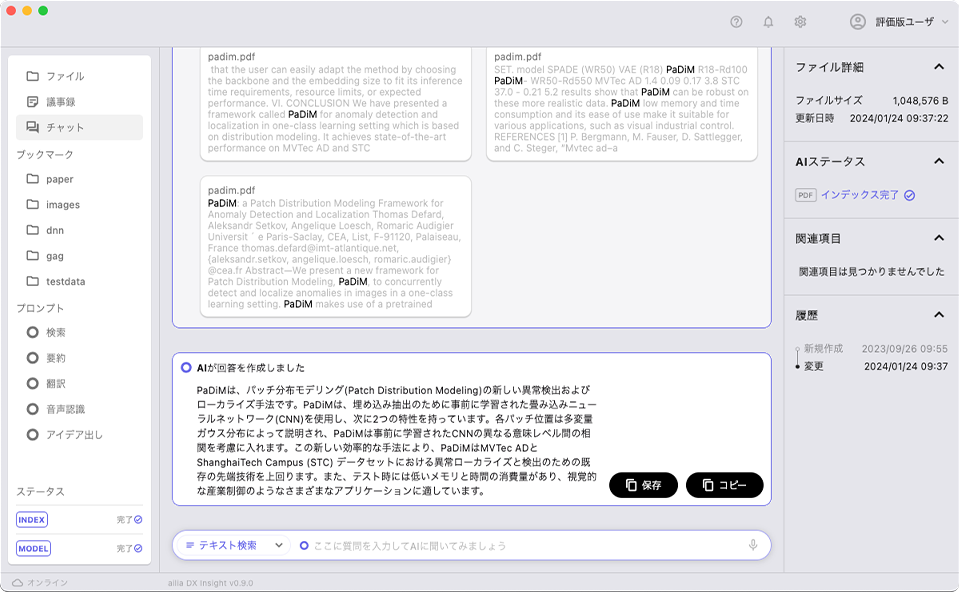 評価版ユーザ
ファイル
議事録
チャット
ブックマーク
paper
images
dnn
gag
testdata
プロンプト
検索
要約
翻訳
音声認識
アイデア出し
ステータス
INDEX 完了
MODEL 完了
padim.pdf
that the user can easily adapt the method by choosing
the backbone and the embedding size to fit its inference
time requirements, resource limits, or expected
performance. VI. CONCLUSION We have presented a
framework called PaDiM for anomaly detection and
localization in one-class learning setting which is based
on distribution modeling. It achieves state-of-the-art
performance on MVTec AD and STC
padim.pdf
SET. model SPADE (WR50) VAE (R18) PaDiM R18-Rd100
PaDiM- WR50-Rd550 MVTec AD 1.4 0.09 0.17 3.8 STC
37.0 - 0.21 5.2 results show that PaDiM can be robust on
these more realistic data. PaDiM low memory and time
consumption and its ease of use make it suitable for
various applications, such as visual industrial control.
REFERENCES [1] P. Bergmann, M. Fauser, D. Sattlegger,
and C. Steger, "Mvtec ad–a
padim.pdf
PaDiM: a Patch Distribution Modeling Framework for
Anomaly Detection and Localization Thomas Defard,
Aleksandr Setkov, Angelique Loesch, Romaric Audigier
Universit ´ e Paris-Saclay, CEA, List, F-91120, Palaiseau,
France thomas.defard@imt-atlantique.net,
{aleksandr.setkov, angelique.loesch, romaric.audigier}
@cea.fr Abstract—We present a new framework for
Patch Distribution Modeling, PaDiM, to concurrently
detect and localize anomalies in images in a one-class
learning setting. PaDiM makes use of a pretrained
AIが回答を作成しました
PaDiMは、パッチ分布モデリング(Patch Distribution Modeling)の新しい異常検出および
ローカライズ手法です。PaDiMは、埋め込み抽出のために事前に学習された畳み込みニュー
ラルネットワーク(CNN)を使用し、次に2つの特性を持っています。各パッチ位置は多変量
ガウス分布によって説明され、PaDiMは事前に学習されたCNNの異なる意味レベル間の相
関を考慮に入れます。この新しい効率的な手法により、PaDiMはMVTec ADと
ShanghaiTech Campus (STC) データセットにおける異常ローカライズと検出のための既
存の先端技術を上回ります。また、テスト時には低いメモリと時間の消費量があり、視覚的
な産業制御のようなさまざまなアプリケーションに適しています。
保存 コピー
テキスト検索 ここに質問を入力してAIに聞いてみましょう
ファイル詳細
ファイルサイズ 1,048,576 B
更新日時 2024/01/24 09:37:22
AIステータス
PDF インデックス完了
関連項目
関連項目は見つかりませんでした
履歴
新規作成 2023/09/26 09:55
変更 2024/01/24 09:37
オンライン ailia DX Insight v0.9.0